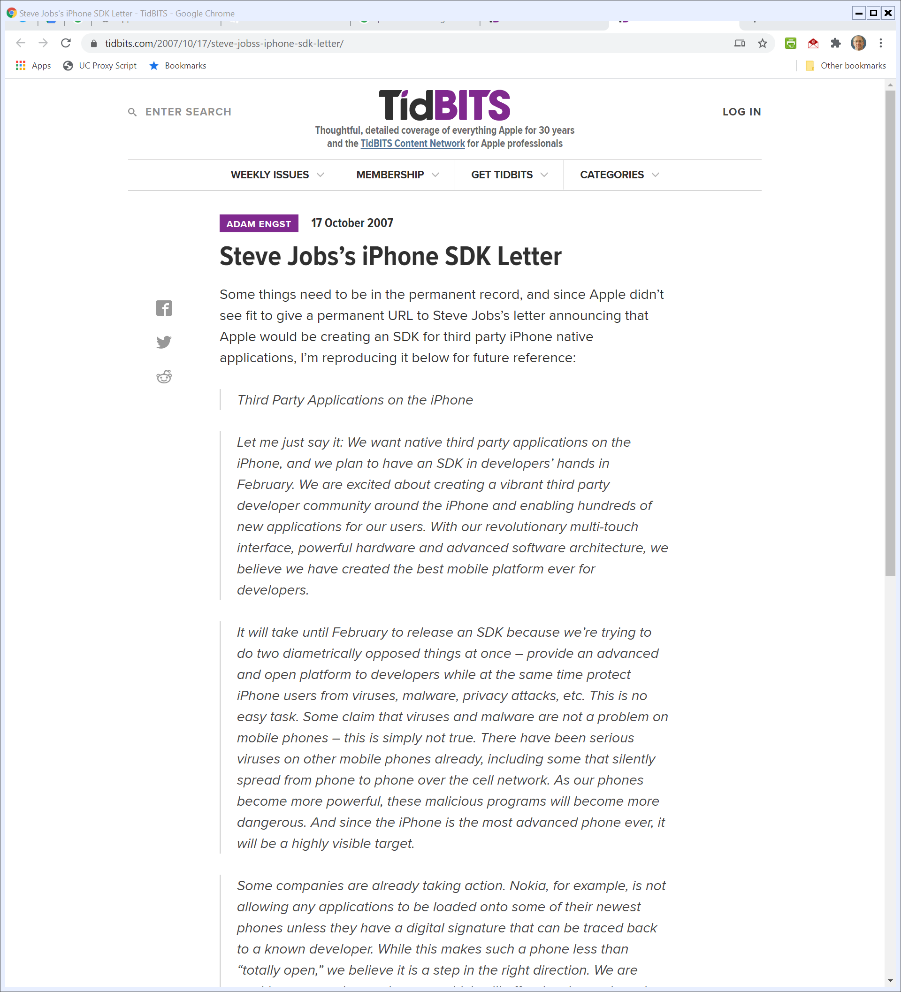 Steve Jobs's iPhone SDK Letter - TidBITS - Google Chrome
tidbits.com/2007/10/17/steve-jobss-iphone-sdk-letter/
Apps UC Proxy Script Bookmarks Other bookmarks
ENTER SEARCH TidBITS LOG IN
Thoughtful, detailed coverage of everything Apple for 30 years
and the TidBITS Content Network for Apple professionals
WEEKLY ISSUES MEMBERSHIP GET TIDBITS CATEGORIES
ADAM ENGST 17 October 2007
Steve Jobs’s iPhone SDK Letter
Some things need to be in the permanent record, and since Apple didn’t
see fit to give a permanent URL to Steve Jobs’s letter announcing that
Apple would be creating an SDK for third party iPhone native
applications, I’m reproducing it below for future reference:
Third Party Applications on the iPhone
Let me just say it: We want native third party applications on the
iPhone, and we plan to have an SDK in developers’ hands in
February. We are excited about creating a vibrant third party
developer community around the iPhone and enabling hundreds of
new applications for our users. With our revolutionary multi-touch
interface, powerful hardware and advanced software architecture, we
believe we have created the best mobile platform ever for
developers.
It will take until February to release an SDK because we’re trying to
do two diametrically opposed things at once – provide an advanced
and open platform to developers while at the same time protect
iPhone users from viruses, malware, privacy attacks, etc. This is no
easy task. Some claim that viruses and malware are not a problem on
mobile phones – this is simply not true. There have been serious
viruses on other mobile phones already, including some that silently
spread from phone to phone over the cell network. As our phones
become more powerful, these malicious programs will become more
dangerous. And since the iPhone is the most advanced phone ever, it
will be a highly visible target.
Some companies are already taking action. Nokia, for example, is not
allowing any applications to be loaded onto some of their newest
phones unless they have a digital signature that can be traced back
to a known developer. While this makes such a phone less than
“totally open,” we believe it is a step in the right direction. We are